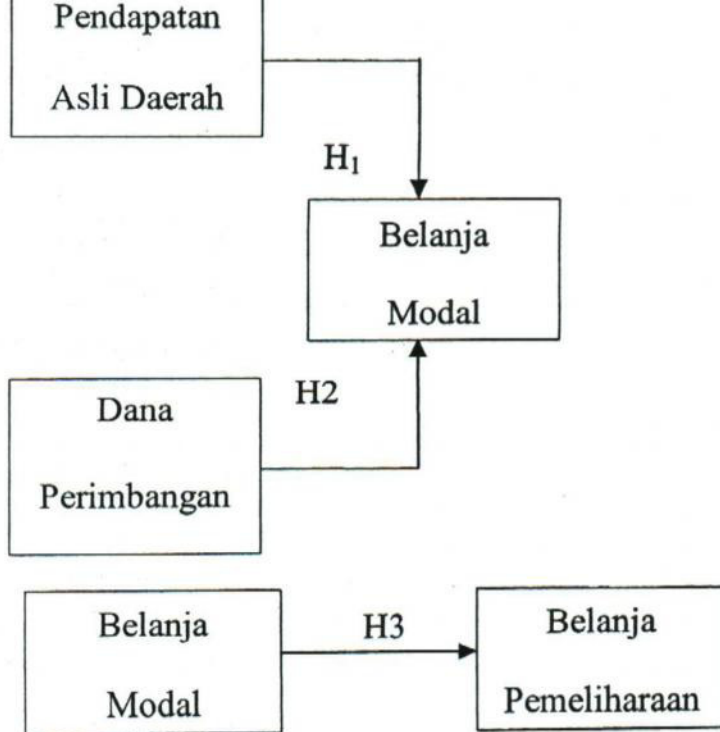 Pendapatan
Asli Daerah
H₁
Belanja
Modal
H2
Dana
Perimbangan
Belanja
Modal
H3
Belanja
Pemeliharaan